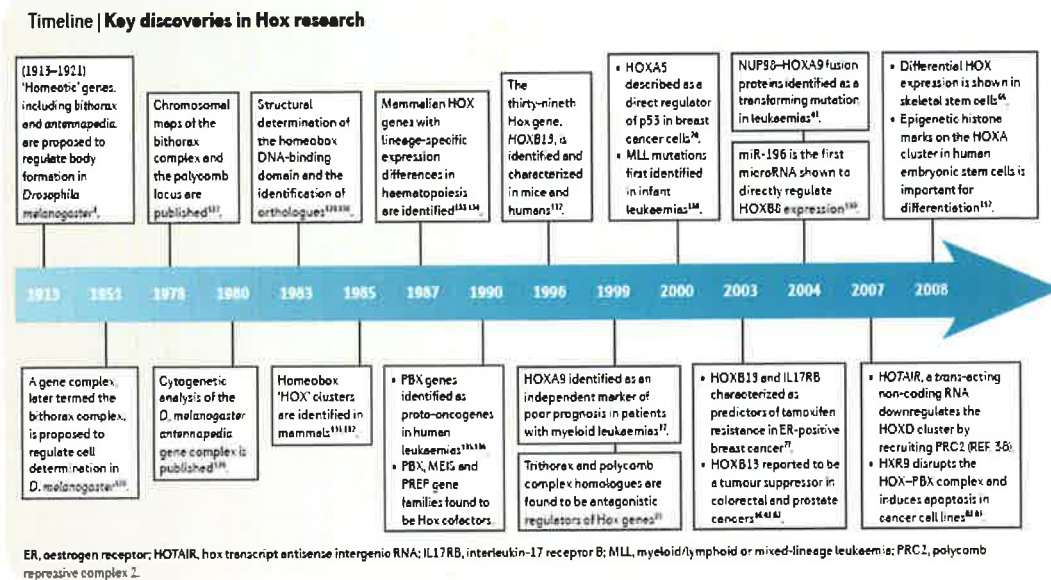 Timeline | Key discoveries in Hox research
(1913–1921)
'Homeotic' genes,
including bithorax
and antennapedia
are proposed to
regulate body
formation in
Drosophila
melanogaster
Chromosomal
maps of the
bithorax
complex and
the polycomb
locus are
published
Structural
determination of
the homeobox
DNA-binding
domain and the
identification of
orthologues
Mammalian HOX
genes with
lineage-specific
expression
differences in
haematopoiesis
are identified
The
thirty-nineth
Hox gene,
HOXB13, is
identified and
characterized
in mice and
humans
• HOXA5
described as a
direct regulator
of p53 in breast
cancer cells
• MLL mutations
first identified
in infant
leukaemias
NUP98–HOXA9 fusion
proteins identified as a
transforming mutation
in leukaemias
miR-196 is the first
microRNA shown to
directly regulate
HOXB8 expression
• Differential HOX
expression is shown in
skeletal stem cells
• Epigenetic histone
marks on the HOXA
cluster in human
embryonic stem cells is
important for
differentiation
1913 1951 1978 1980 1983 1985 1987 1990 1996 1999 2000 2003 2004 2007 2008
A gene complex,
later termed the
bithorax complex,
is proposed to
regulate cell
determination in
D. melanogaster
Cytogenetic
analysis of the
D. melanogaster
antennapedia
gene complex is
published
Homeobox
'HOX' clusters
are identified in
mammals
• PBX genes
identified as
proto-oncogenes
in human
leukaemias
• PBX, MEIS and
PREP gene
families found to
be Hox cofactors
HOXA9 identified as an
independent marker of
poor prognosis in patients
with myeloid leukaemias
Trithorax and polycomb
complex homologues are
found to be antagonistic
regulators of Hox genes
• HOXB13 and IL17RB
characterized as
predictors of tamoxifen
resistance in ER-positive
breast cancer
• HOXB13 reported to be
a tumour suppressor in
colorectal and prostate
cancers
• HOTAIR, a trans-acting
non-coding RNA
downregulates the
HOXD cluster by
recruiting PRC2 (REF. 38)
• HXR9 disrupts the
HOX–PBX complex and
induces apoptosis in
cancer cell lines
ER, oestrogen receptor; HOTAIR, hox transcript antisense intergenic RNA; IL17RB, interleukin-17 receptor B; MLL, myeloid/lymphoid or mixed-lineage leukaemia; PRC2, polycomb
repressive complex 2.